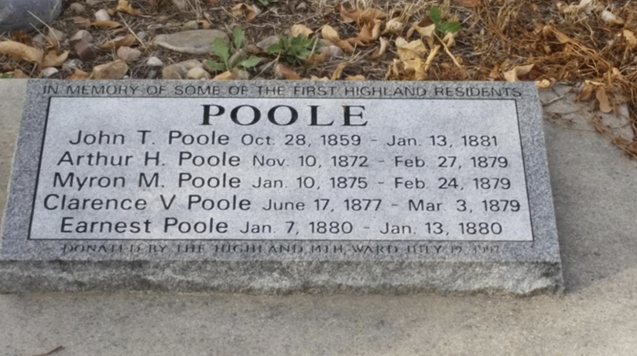 IN MEMORY OF SOME OF THE FIRST HIGHLAND RESIDENTS
POOLE
John T. Poole Oct. 28, 1859 - Jan. 13, 1881
Arthur H. Poole Nov. 10, 1872 - Feb. 27, 1879
Myron M. Poole Jan. 10, 1875 - Feb. 24, 1879
Clarence V Poole June 17, 1877 - Mar. 3, 1879
Earnest Poole Jan. 7, 1880 - Jan. 13, 1880
DONATED BY THE HIGHLAND WARD JULY